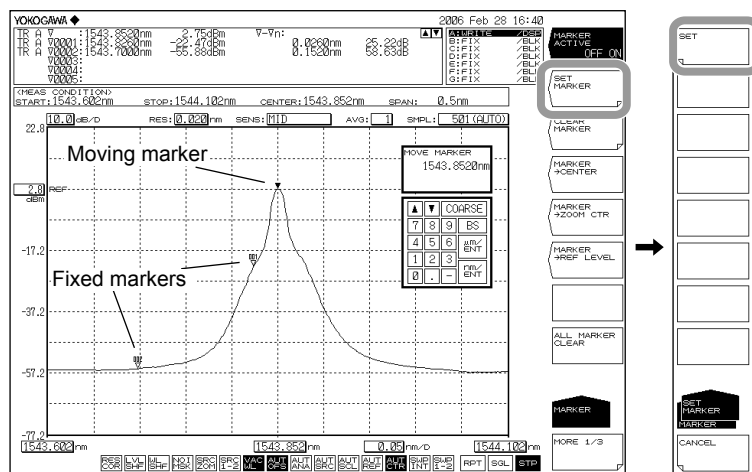 YOKOGAWA◆ 2006 Feb 28 16:40
TR A ∇ :1543.8520nm 2.75dBm ∇-∇n:
TR A ∇0001:1543.8260nm -22.47dBm 0.0260nm 25.22dB
TR A ∇0002:1543.7000nm -55.88dBm 0.1520nm 58.63dB
∇0003:
∇0004:
∇0005:
A:WRITE /DSP
B:FIX /BLK
C:FIX /BLK
D:FIX /BLK
E:FIX /BLK
F:FIX /BLK
G:FIX /BLK
<MEAS CONDITION>
START:1543.602nm STOP:1544.102nm CENTER:1543.852nm SPAN: 0.5nm
10.0 dB/D RES:0.020nm SENS:MID AVG: 1 SMPL: 501(AUTO)
22.8
2.8 REF
dBm
-17.2
-37.2
-57.2
-77.2
Moving marker
Fixed markers
001
002
MOVE MARKER
1543.8520nm
▲ ▼ COARSE
7 8 9 BS
4 5 6 μm/ENT
1 2 3 nm/ENT
0 . -
1543.602nm 1543.852nm 0.05nm/D 1544.102nm
RES COR
LVL SHF
WL SHF
NOI MSK
SRC ZOM
SRC 1-2
VAC WL
AUT OFS
AUT ANA
AUT SRC
AUT SCL
AUT REF
AUT CTR
SWP INT
SWP 1-2
RPT SGL STP
MARKER
ACTIVE
OFF ON
SET
MARKER
CLEAR
MARKER
MARKER
→CENTER
MARKER
→ZOOM CTR
MARKER
→REF LEVEL
ALL MARKER
CLEAR
MARKER
MORE 1/3
SET
SET
MARKER
MARKER
CANCEL